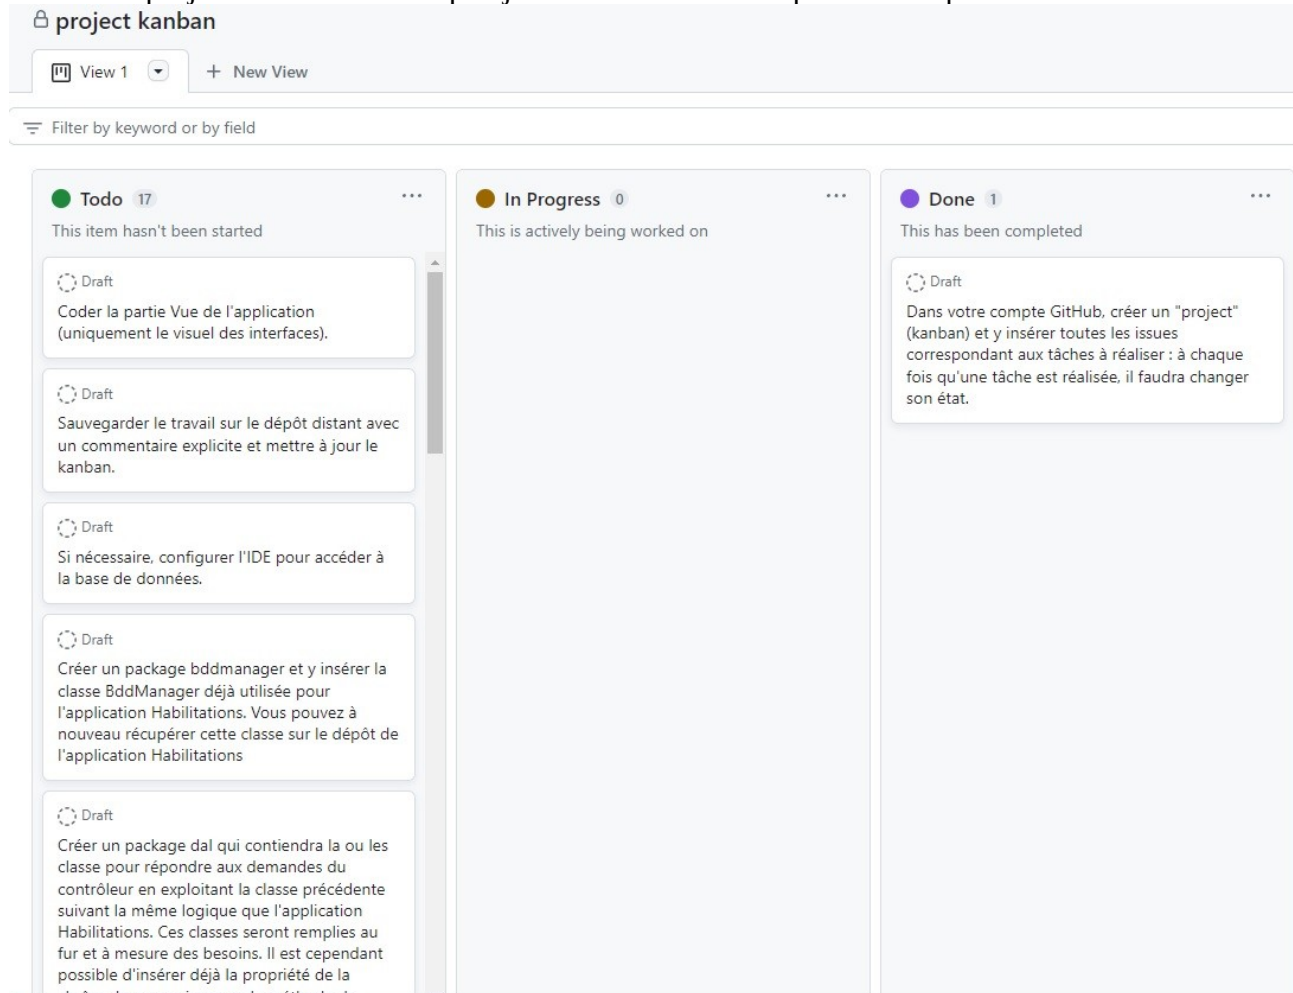 project kanban
View 1
+ New View
Filter by keyword or by field
Todo 17
This item hasn't been started
Draft
Coder la partie Vue de l'application
(uniquement le visuel des interfaces).
Draft
Sauvegarder le travail sur le dépôt distant avec
un commentaire explicite et mettre à jour le
kanban.
Draft
Si nécessaire, configurer l'IDE pour accéder à
la base de données.
Draft
Créer un package bddmanager et y insérer la
classe BddManager déjà utilisée pour
l'application Habilitations. Vous pouvez à
nouveau récupérer cette classe sur le dépôt de
l'application Habilitations
Draft
Créer un package dal qui contiendra la ou les
classe pour répondre aux demandes du
contrôleur en exploitant la classe précédente
suivant la même logique que l'application
Habilitations. Ces classes seront remplies au
fur et à mesure des besoins. Il est cependant
possible d'insérer déjà la propriété de la
In Progress 0
This is actively being worked on
Done 1
This has been completed
Draft
Dans votre compte GitHub, créer un "project"
(kanban) et y insérer toutes les issues
correspondant aux tâches à réaliser : à chaque
fois qu'une tâche est réalisée, il faudra changer
son état.